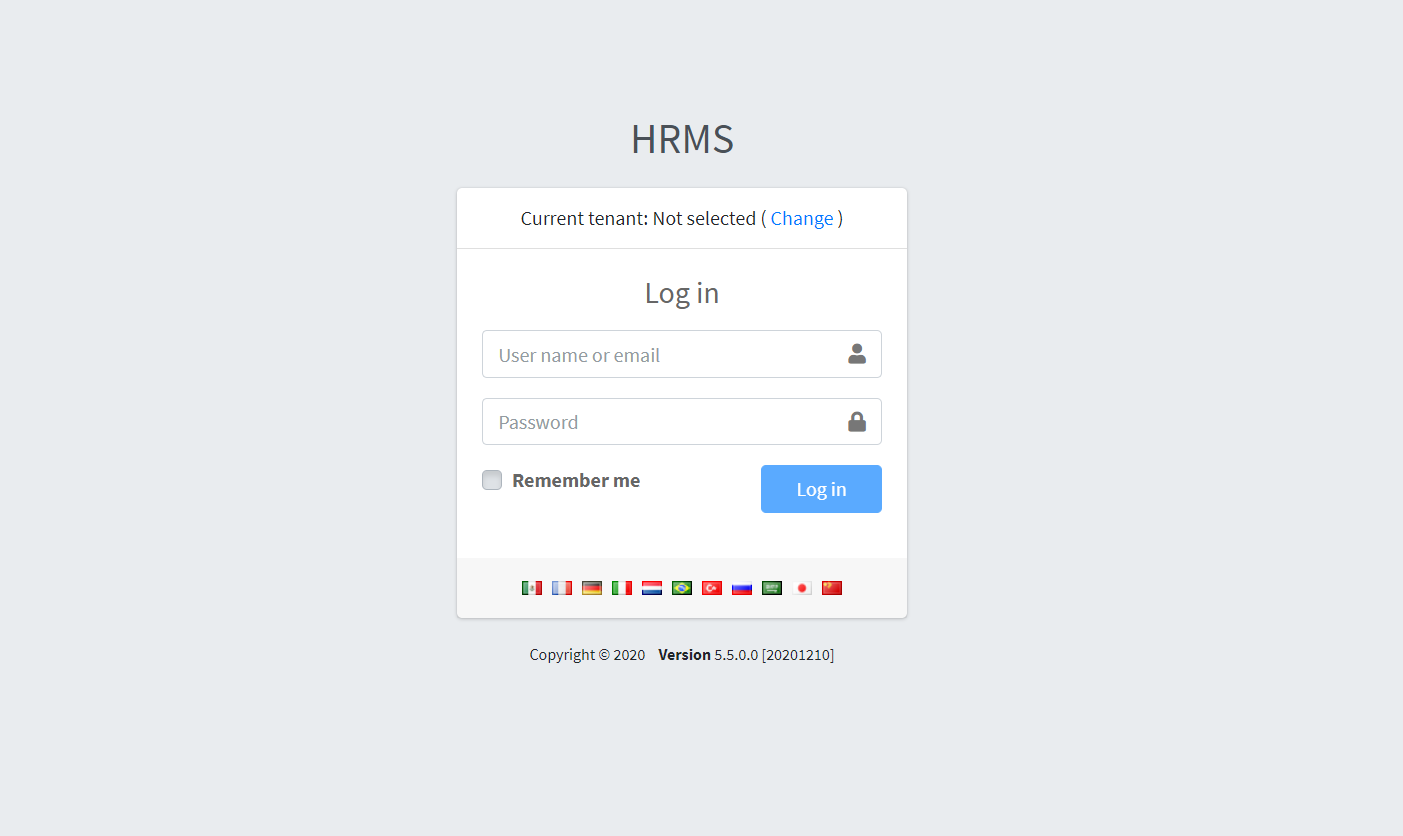 HRMS
Current tenant: Not selected ( Change )
Log in
User name or email
Password
Remember me
Log in
Copyright © 2020 Version 5.5.0.0 [20201210]